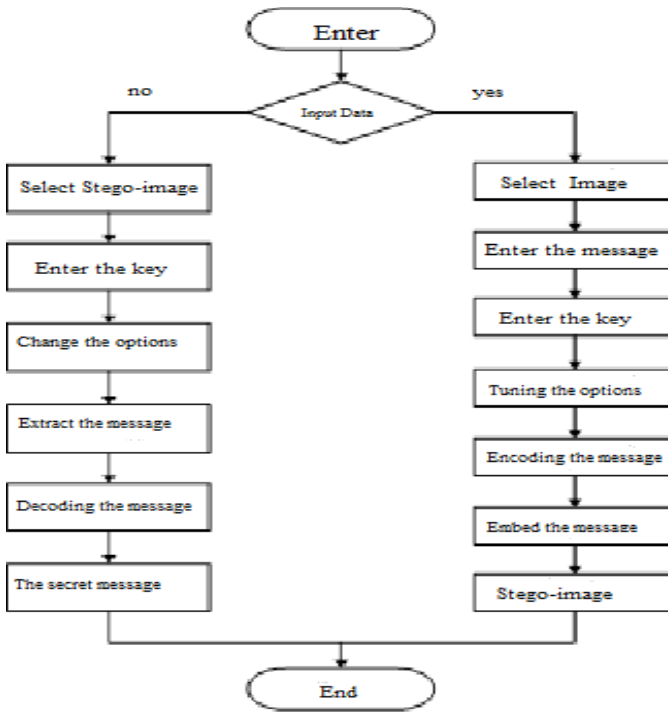 Enter
no
yes
Input Data
Select Stego-image
Enter the key
Change the options
Extract the message
Decoding the message
The secret message
Select Image
Enter the message
Enter the key
Tuning the options
Encoding the message
Embed the message
Stego-image
End